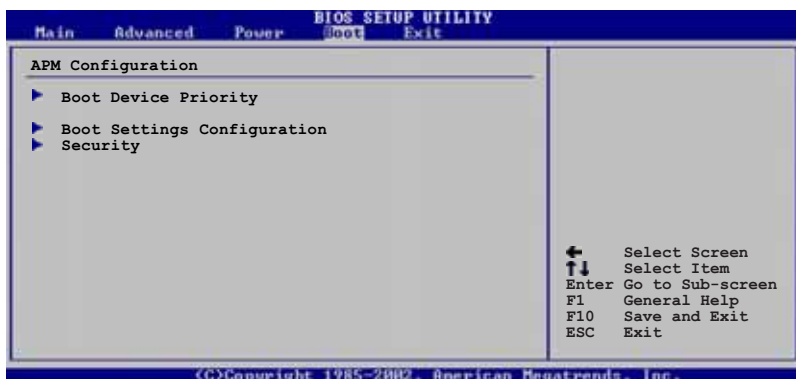 BIOS SETUP UTILITY
Main Advanced Power Boot Exit
APM Configuration
Boot Device Priority
Boot Settings Configuration
Security
Select Screen
↑↓ Select Item
Enter Go to Sub-screen
F1 General Help
F10 Save and Exit
ESC Exit
(C)Copyright 1985-2002, American Megatrends, Inc.